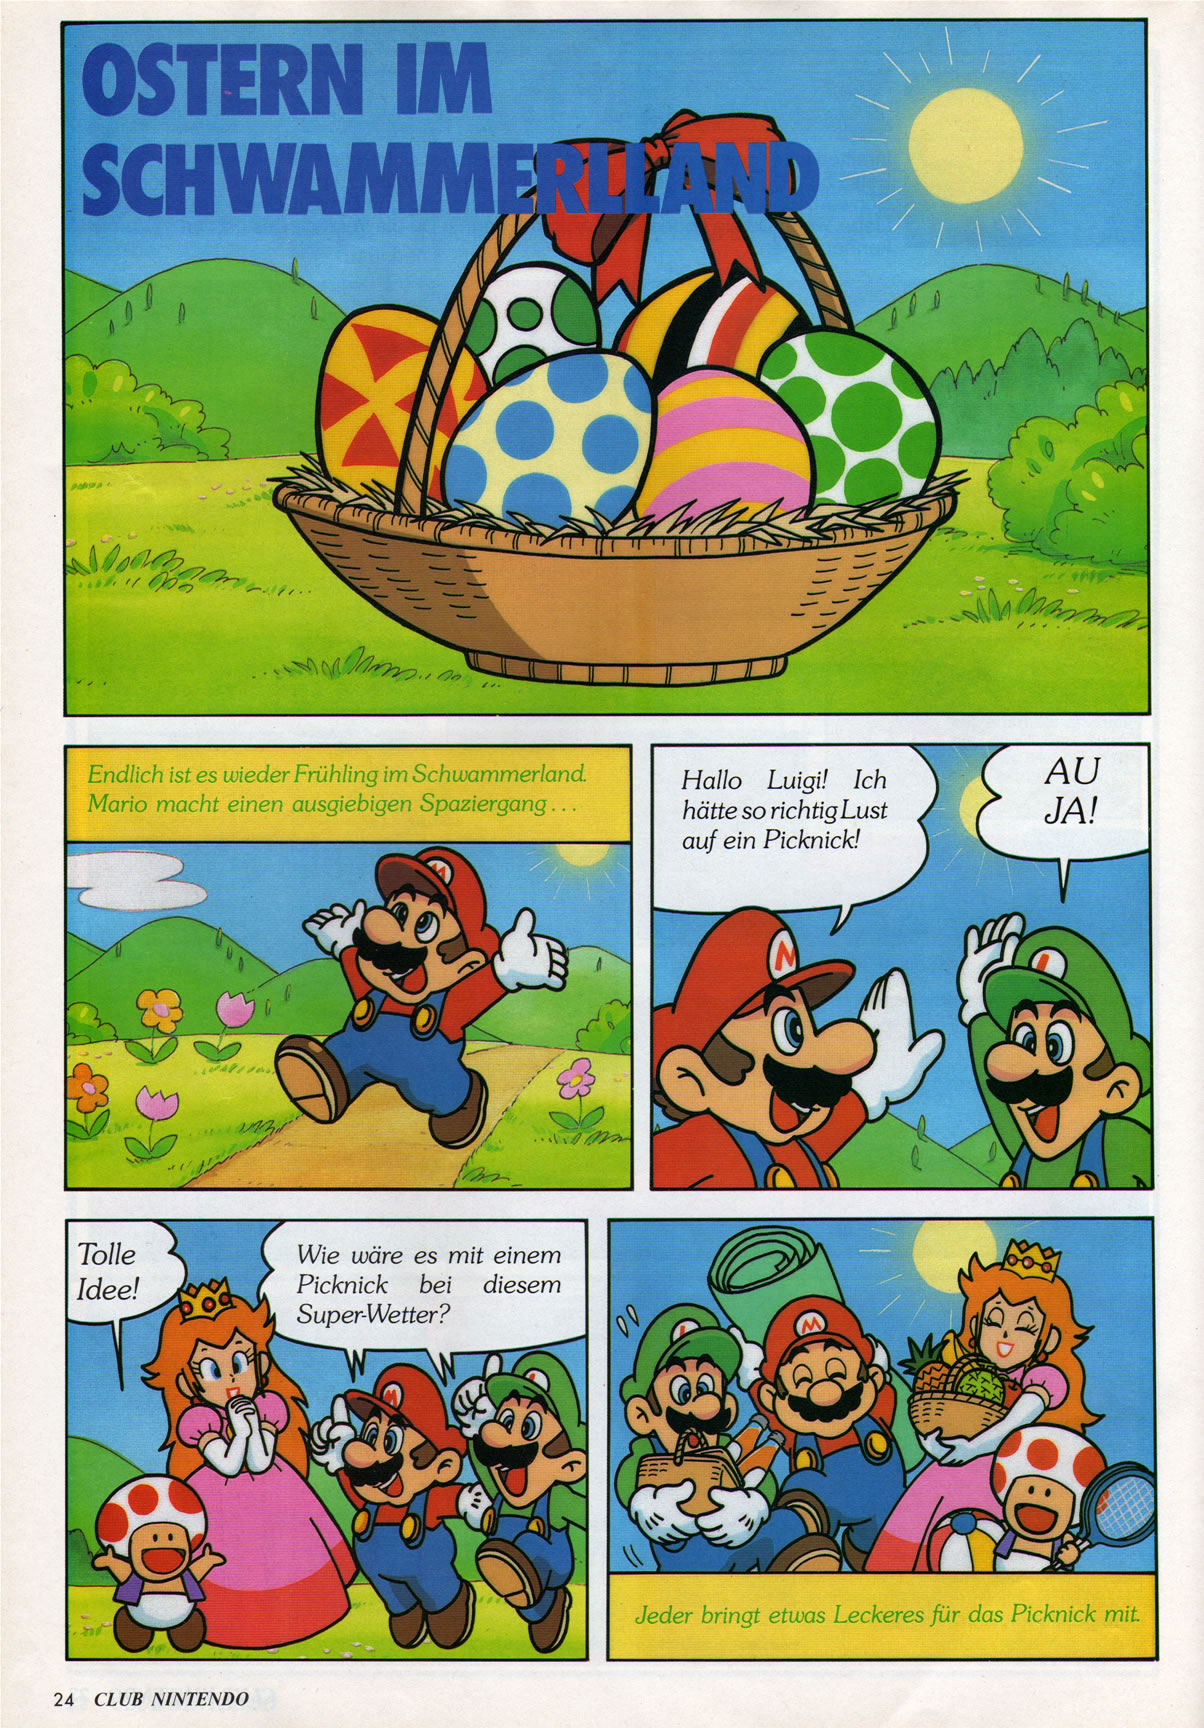 OSTERN IM
SCHWAMMERLLAND
Endlich ist es wieder Frühling im Schwammerland.
Mario macht einen ausgiebigen Spaziergang . . .
Hallo Luigi! Ich
hätte so richtig Lust
auf ein Picknick!
AU
JA!
M
L
M
Tolle
Idee!
Wie wäre es mit einem
Picknick bei diesem
Super-Wetter?
M
L
L
M
Jeder bringt etwas Leckeres für das Picknick mit.
24 CLUB NINTENDO